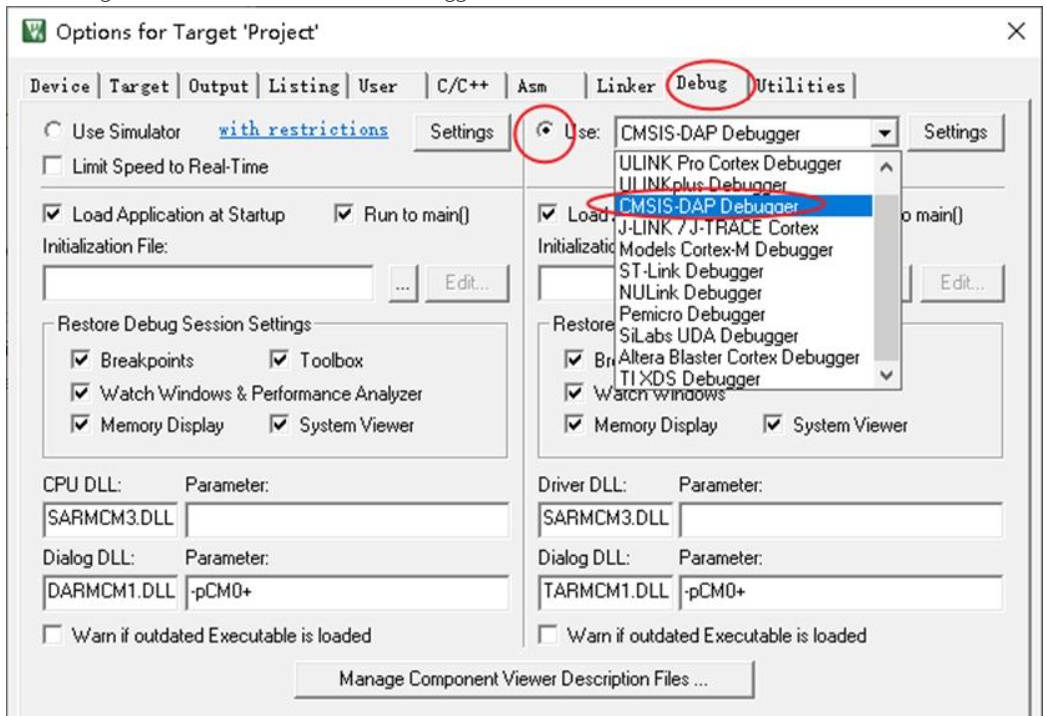 Options for Target 'Project'
Device Target Output Listing User C/C++ Asm Linker Debug Utilities
Use Simulator with restrictions Settings
Limit Speed to Real-Time
Load Application at Startup Run to main()
Initialization File:
... Edit...
Restore Debug Session Settings
Breakpoints Toolbox
Watch Windows & Performance Analyzer
Memory Display System Viewer
CPU DLL: Parameter:
SARMCM3.DLL
Dialog DLL: Parameter:
DARMCM1.DLL -pCM0+
Warn if outdated Executable is loaded
Use: CMSIS-DAP Debugger Settings
ULINK Pro Cortex Debugger
ULINKplus Debugger
CMSIS-DAP Debugger
J-LINK / J-TRACE Cortex
Models Cortex-M Debugger
ST-Link Debugger
NULink Debugger
Pemicro Debugger
SiLabs UDA Debugger
Altera Blaster Cortex Debugger
TI XDS Debugger
Load o main()
Initializatio
Edit...
Restore
Br
Watch Windows
Memory Display System Viewer
Driver DLL: Parameter:
SARMCM3.DLL
Dialog DLL: Parameter:
TARMCM1.DLL -pCM0+
Warn if outdated Executable is loaded
Manage Component Viewer Description Files ...